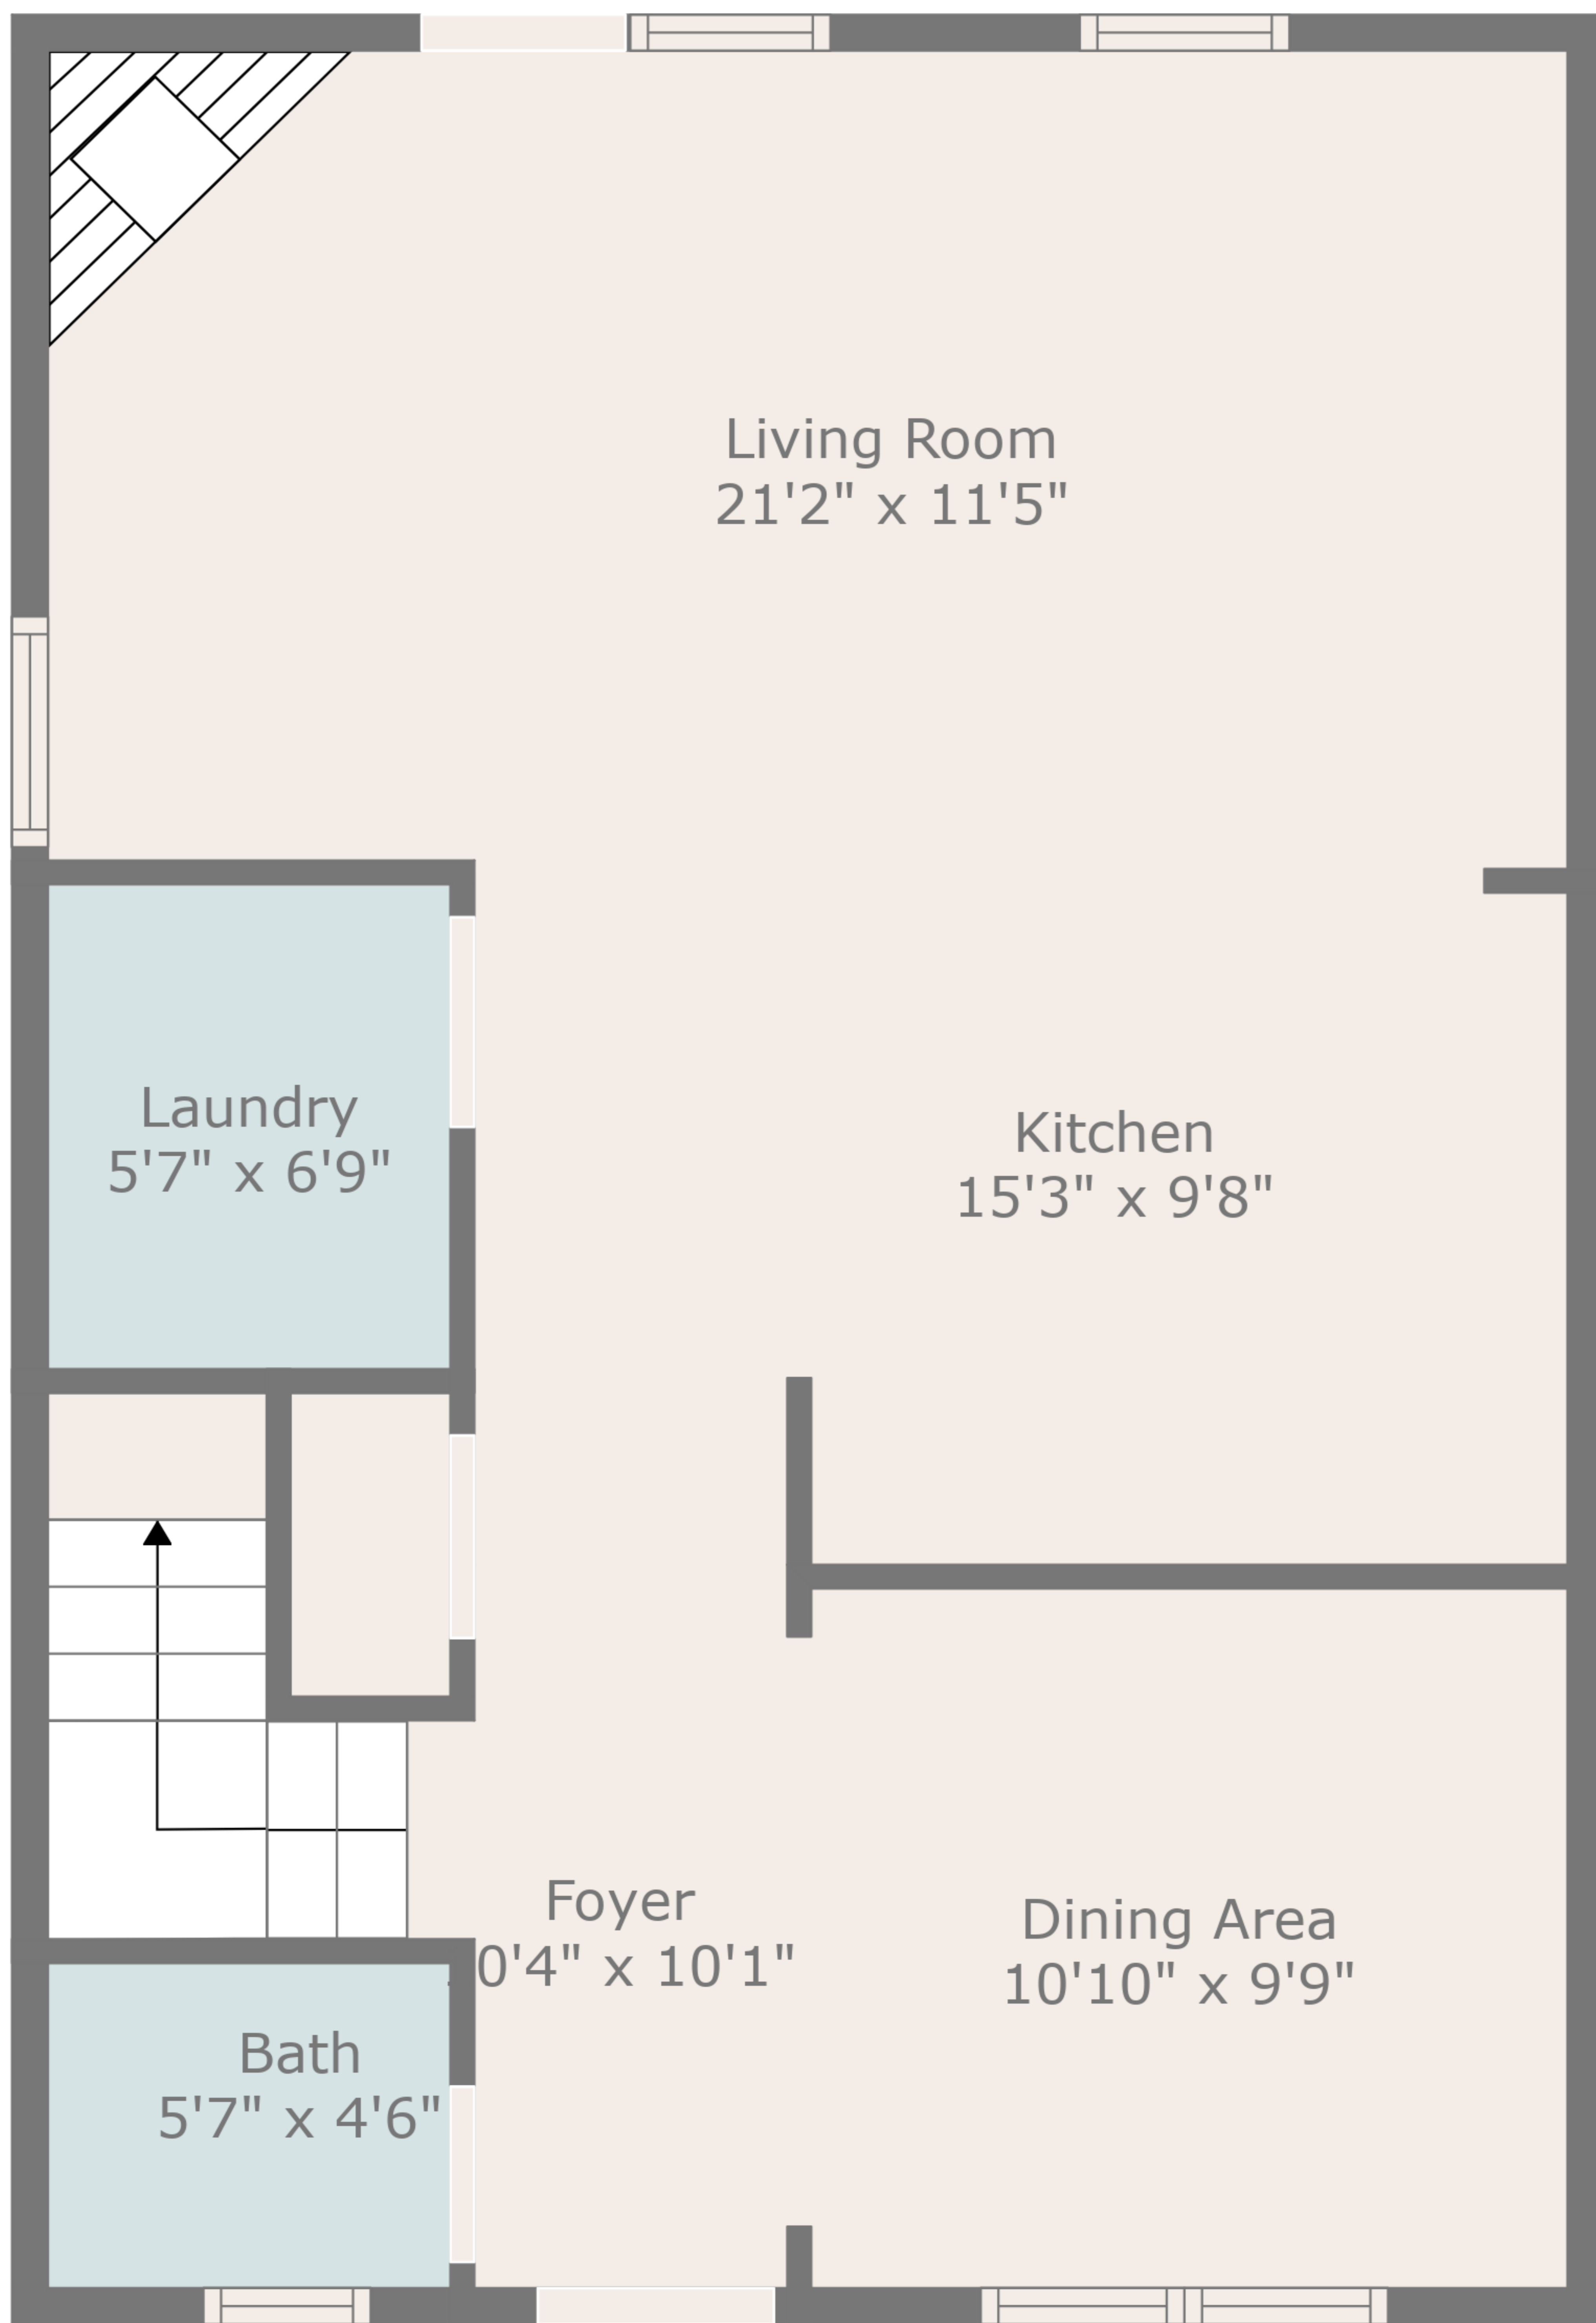 Living Room
21'2" x 11'5"
Laundry
5'7" x 6'9"
Kitchen
15'3" x 9'8"
Foyer
0'4" x 10'1"
Dining Area
10'10" x 9'9"
Bath
5'7" x 4'6"